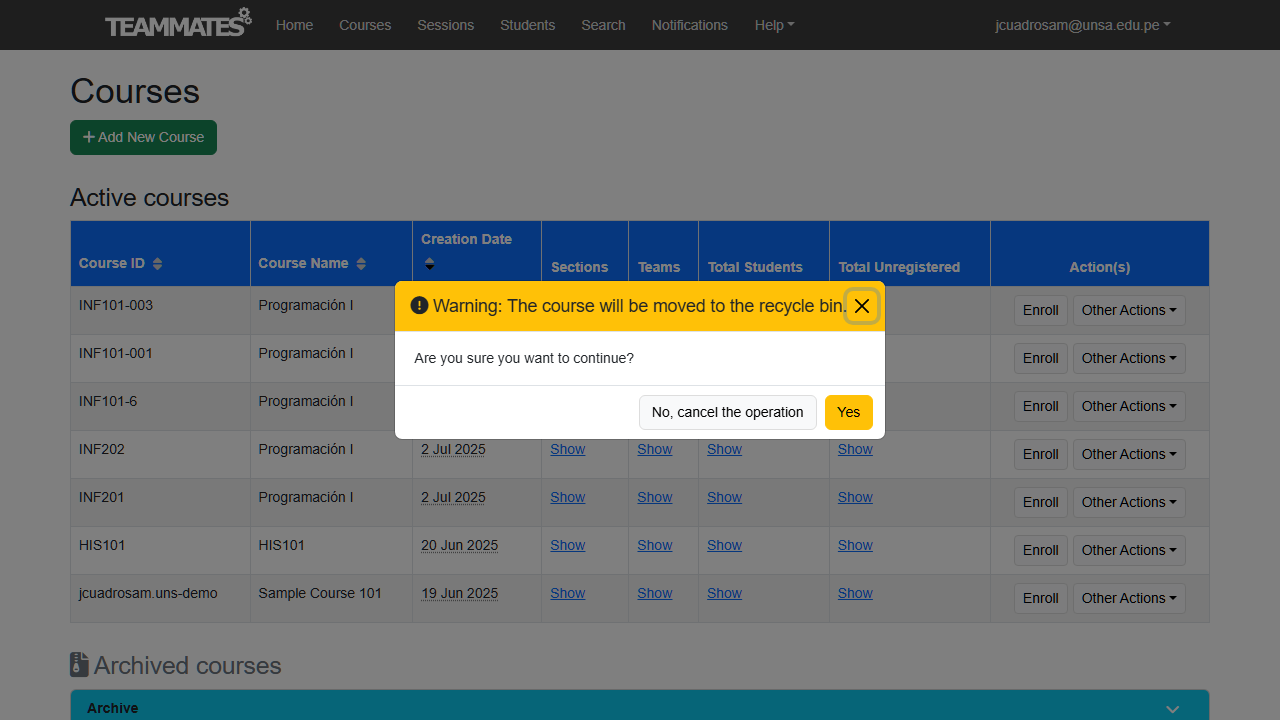 TEAMMATES Home Courses Sessions Students Search Notifications Help jcuadrosam@unsa.edu.pe
Courses
+ Add New Course
Active courses
Course ID Course Name Creation Date Sections Teams Total Students Total Unregistered Action(s)
INF101-003 Programación I Enroll Other Actions
INF101-001 Programación I Enroll Other Actions
INF101-6 Programación I Enroll Other Actions
Warning: The course will be moved to the recycle bin.
Are you sure you want to continue?
No, cancel the operation Yes
INF202 Programación I 2 Jul 2025 Show Show Show Show Enroll Other Actions
INF201 Programación I 2 Jul 2025 Show Show Show Show Enroll Other Actions
HIS101 HIS101 20 Jun 2025 Show Show Show Show Enroll Other Actions
jcuadrosam.uns-demo Sample Course 101 19 Jun 2025 Show Show Show Show Enroll Other Actions
Archived courses
Archive